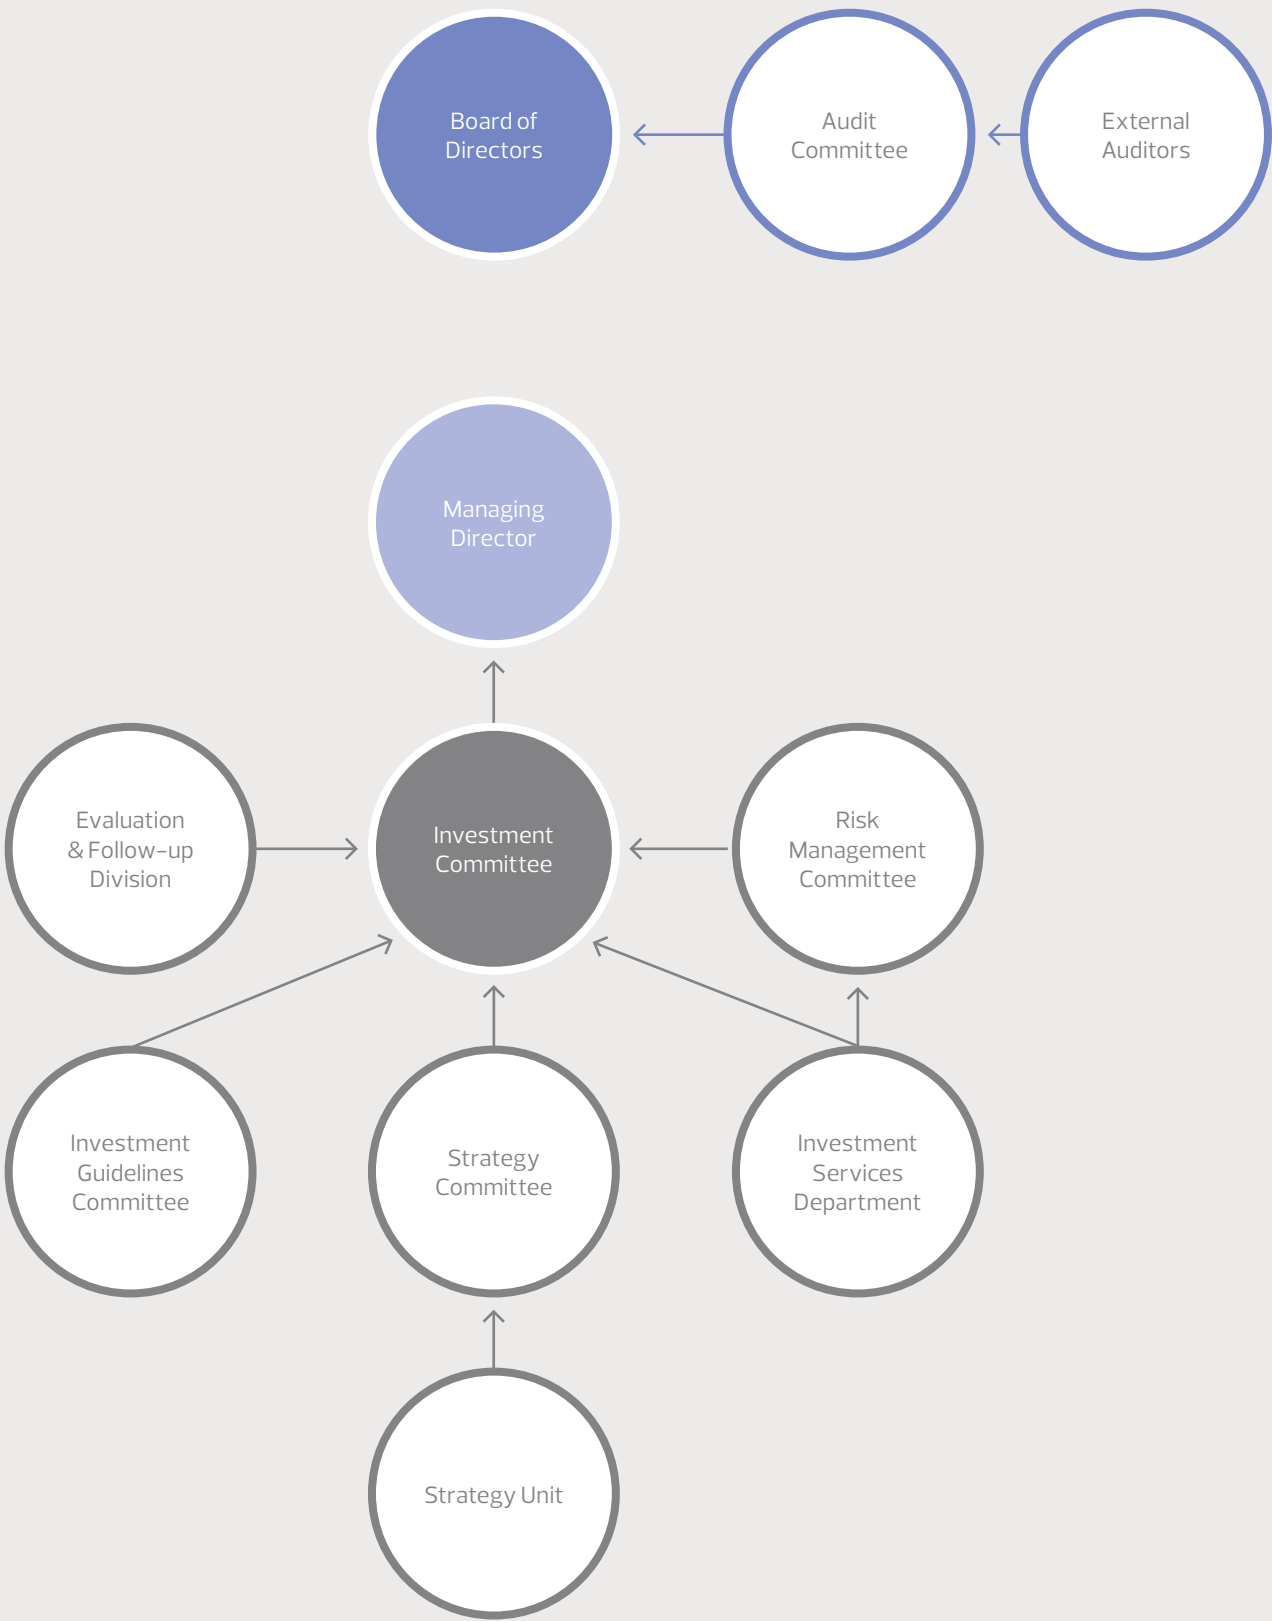 Board of
Directors
Audit
Committee
External
Auditors
Managing
Director
Evaluation
& Follow-up
Division
Investment
Committee
Risk
Management
Committee
Investment
Guidelines
Committee
Strategy
Committee
Investment
Services
Department
Strategy Unit